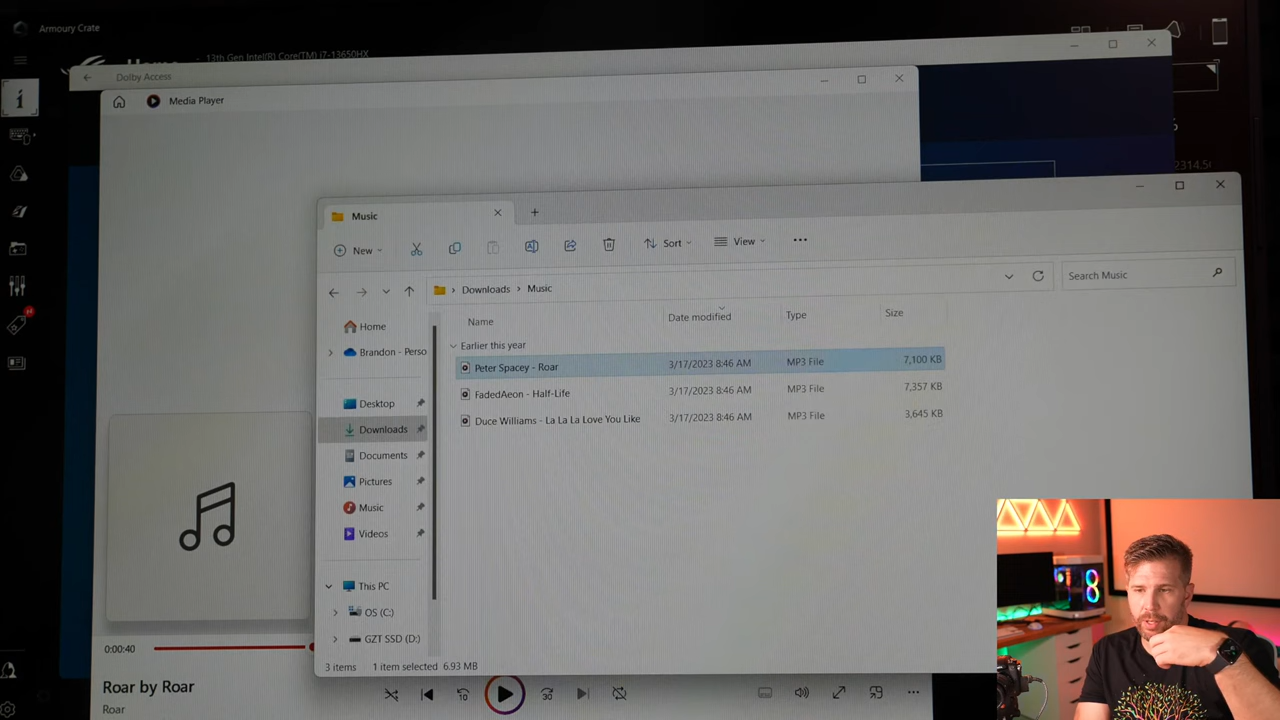 Armoury Crate
13th Gen Intel(R) Core(TM) i7-13650HX
Dolby Access
Media Player
2314.5
Music
New
Sort
View
Downloads > Music
Search Music
Name
Date modified
Type
Size
Home
Brandon - Perso
Earlier this year
Peter Spacey - Roar 3/17/2023 8:46 AM MP3 File 7,100 KB
FadedAeon - Half-Life 3/17/2023 8:46 AM MP3 File 7,357 KB
Duce Williams - La La La Love You Like 3/17/2023 8:46 AM MP3 File 3,645 KB
Desktop
Downloads
Documents
Pictures
Music
Videos
This PC
OS (C:)
GZT SSD (D:)
3 items 1 item selected 6.93 MB
0:00:40
Roar by Roar
Roar
10
30